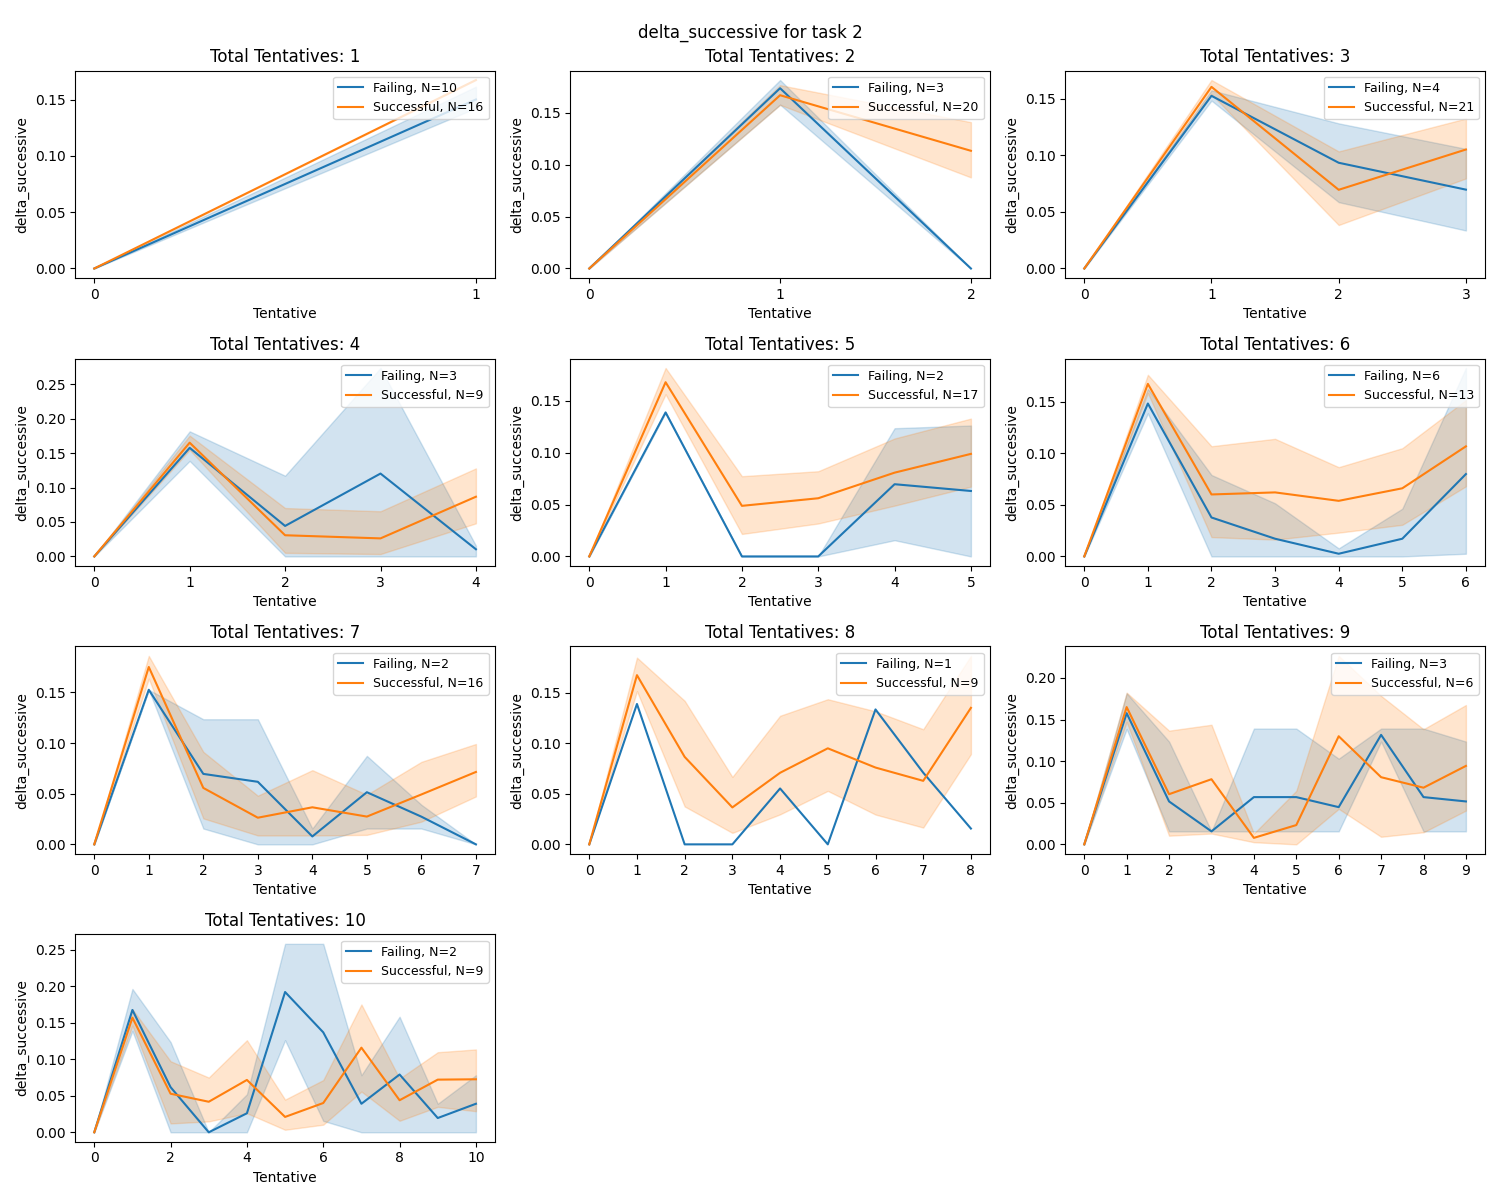 delta_successive for task 2
Total Tentatives: 1
Failing, N=10
Successful, N=16
delta_successive
0.15
0.10
0.05
0.00
0 1
Tentative
Total Tentatives: 2
Failing, N=3
Successful, N=20
delta_successive
0.15
0.10
0.05
0.00
0 1 2
Tentative
Total Tentatives: 3
Failing, N=4
Successful, N=21
delta_successive
0.15
0.10
0.05
0.00
0 1 2 3
Tentative
Total Tentatives: 4
Failing, N=3
Successful, N=9
delta_successive
0.25
0.20
0.15
0.10
0.05
0.00
0 1 2 3 4
Tentative
Total Tentatives: 5
Failing, N=2
Successful, N=17
delta_successive
0.15
0.10
0.05
0.00
0 1 2 3 4 5
Tentative
Total Tentatives: 6
Failing, N=6
Successful, N=13
delta_successive
0.15
0.10
0.05
0.00
0 1 2 3 4 5 6
Tentative
Total Tentatives: 7
Failing, N=2
Successful, N=16
delta_successive
0.15
0.10
0.05
0.00
0 1 2 3 4 5 6 7
Tentative
Total Tentatives: 8
Failing, N=1
Successful, N=9
delta_successive
0.15
0.10
0.05
0.00
0 1 2 3 4 5 6 7 8
Tentative
Total Tentatives: 9
Failing, N=3
Successful, N=6
delta_successive
0.20
0.15
0.10
0.05
0.00
0 1 2 3 4 5 6 7 8 9
Tentative
Total Tentatives: 10
Failing, N=2
Successful, N=9
delta_successive
0.25
0.20
0.15
0.10
0.05
0.00
0 2 4 6 8 10
Tentative